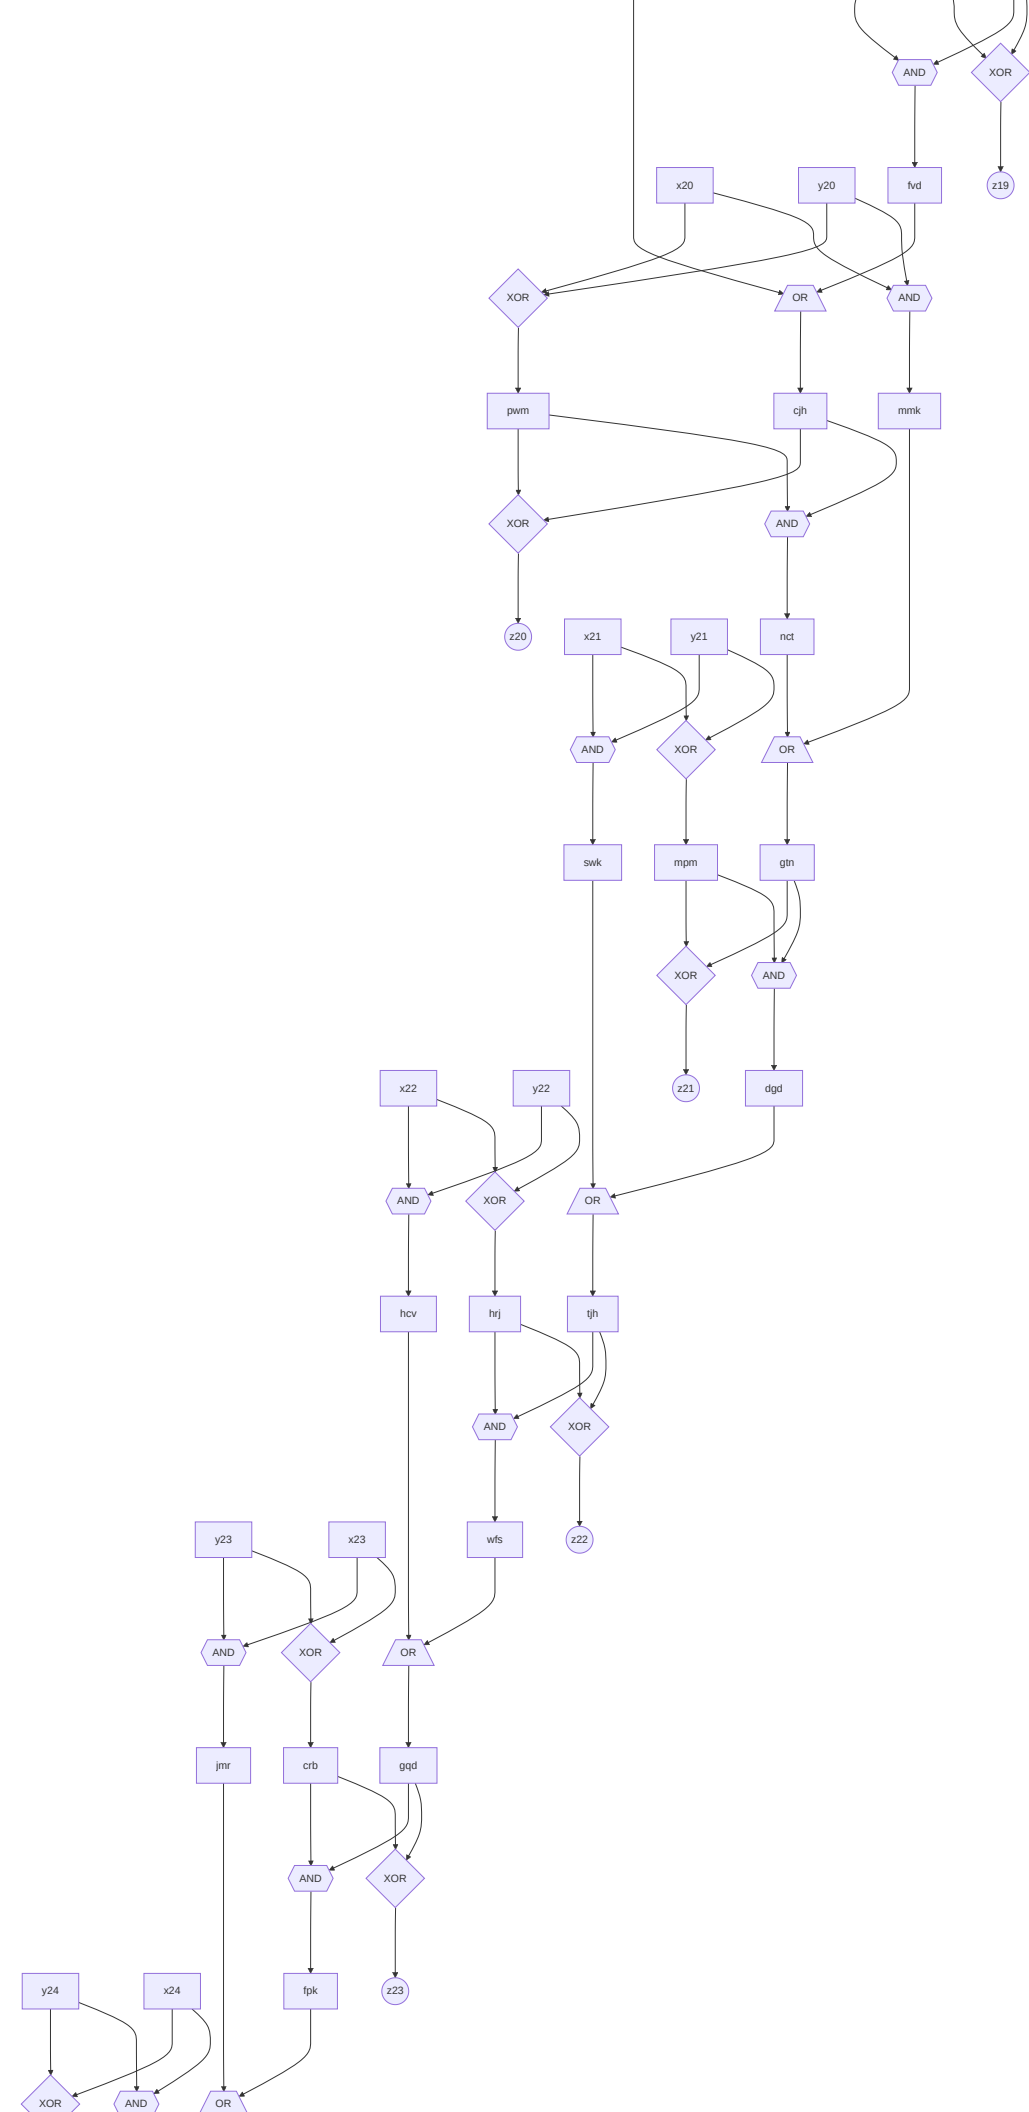 AND
XOR
x20
y20
fvd
z19
XOR
OR
AND
pwm
cjh
mmk
XOR
AND
z20
x21
y21
nct
AND
XOR
OR
swk
mpm
gtn
XOR
AND
x22
y22
z21
dgd
AND
XOR
OR
hcv
hrj
tjh
AND
XOR
y23
x23
wfs
z22
AND
XOR
OR
jmr
crb
gqd
AND
XOR
y24
x24
fpk
z23
XOR
AND
OR